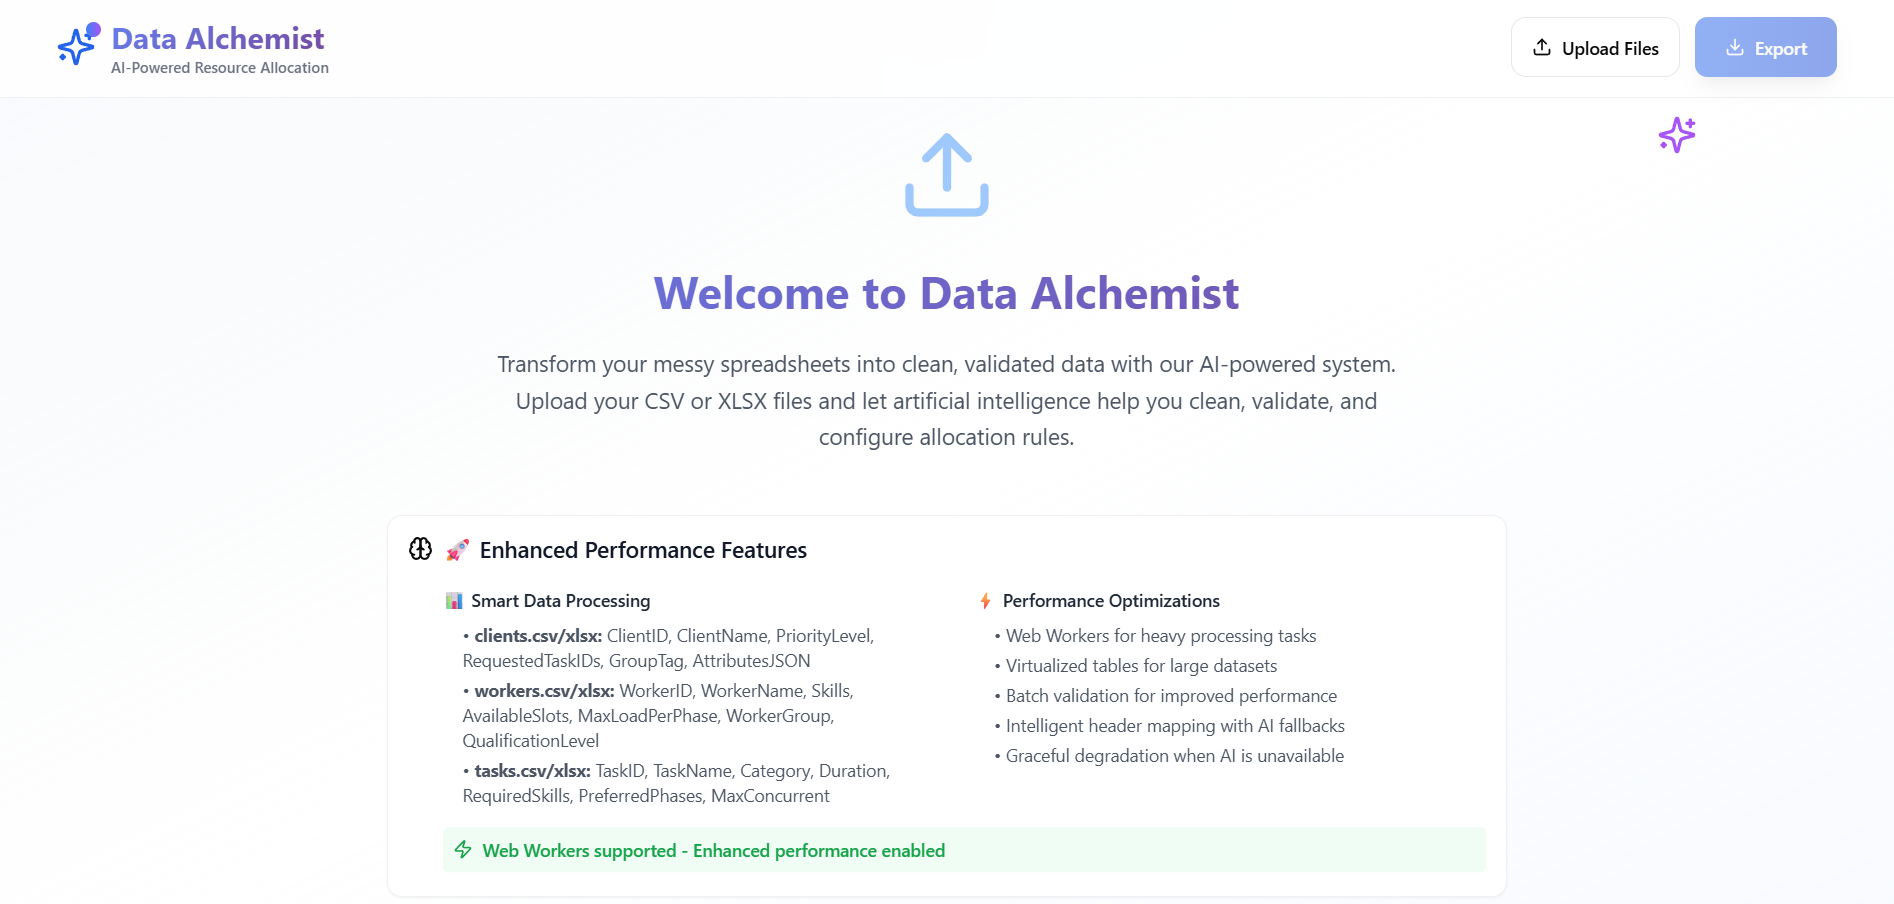 Data Alchemist
AI-Powered Resource Allocation
Upload Files
Export
Welcome to Data Alchemist
Transform your messy spreadsheets into clean, validated data with our AI-powered system.
Upload your CSV or XLSX files and let artificial intelligence help you clean, validate, and
configure allocation rules.
🚀 Enhanced Performance Features
📊 Smart Data Processing
• clients.csv/xlsx: ClientID, ClientName, PriorityLevel,
RequestedTaskIDs, GroupTag, AttributesJSON
• workers.csv/xlsx: WorkerID, WorkerName, Skills,
AvailableSlots, MaxLoadPerPhase, WorkerGroup,
QualificationLevel
• tasks.csv/xlsx: TaskID, TaskName, Category, Duration,
RequiredSkills, PreferredPhases, MaxConcurrent
⚡ Performance Optimizations
• Web Workers for heavy processing tasks
• Virtualized tables for large datasets
• Batch validation for improved performance
• Intelligent header mapping with AI fallbacks
• Graceful degradation when AI is unavailable
Web Workers supported - Enhanced performance enabled